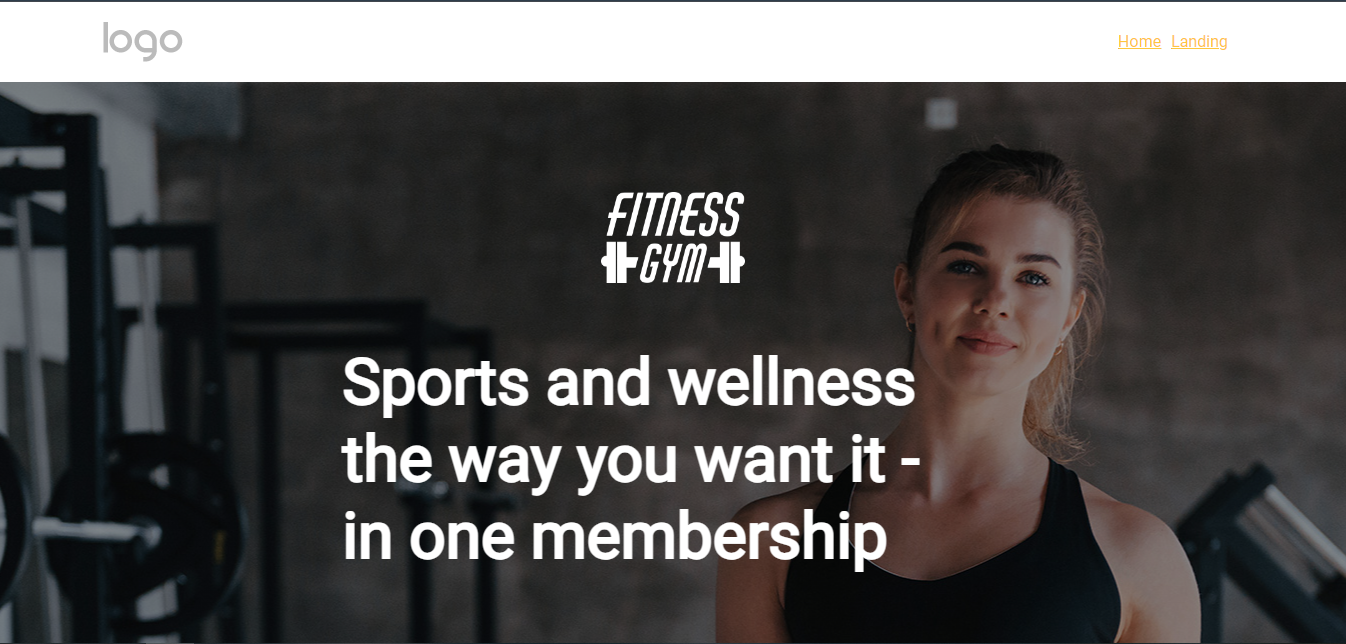 logo
Home Landing
FITNESS
GYM
Sports and wellness
the way you want it -
in one membership